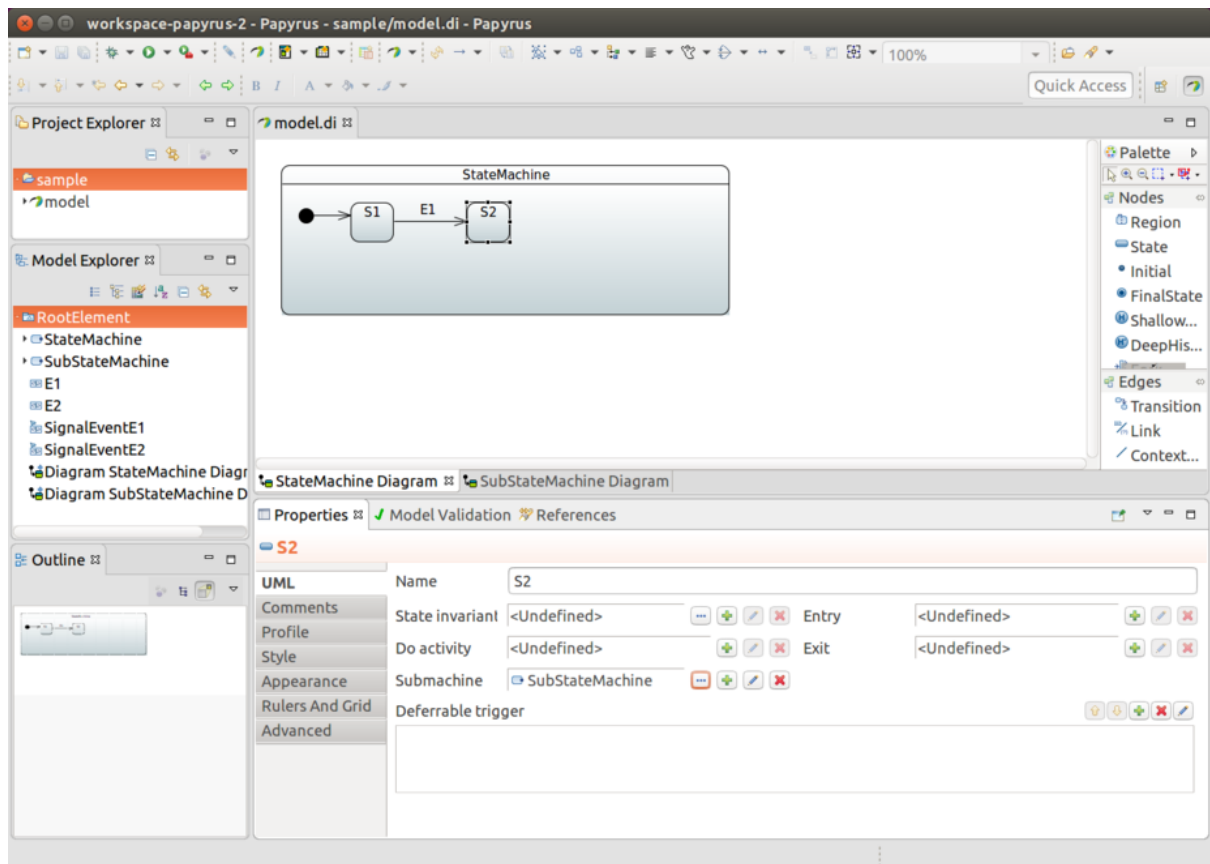 workspace-papyrus-2 - Papyrus - sample/model.di - Papyrus
100%
B I A
Quick Access
Project Explorer
sample
model
Model Explorer
RootElement
StateMachine
SubStateMachine
E1
E2
SignalEventE1
SignalEventE2
Diagram StateMachine Diagr
Diagram SubStateMachine D
Outline
model.di
StateMachine
S1
E1
S2
Palette
Nodes
Region
State
Initial
FinalState
Shallow...
DeepHis...
Edges
Transition
Link
Context...
StateMachine Diagram
SubStateMachine Diagram
Properties
Model Validation
References
S2
UML
Comments
Profile
Style
Appearance
Rulers And Grid
Advanced
Name S2
State invariant <Undefined> Entry <Undefined>
Do activity <Undefined> Exit <Undefined>
Submachine SubStateMachine
Deferrable trigger